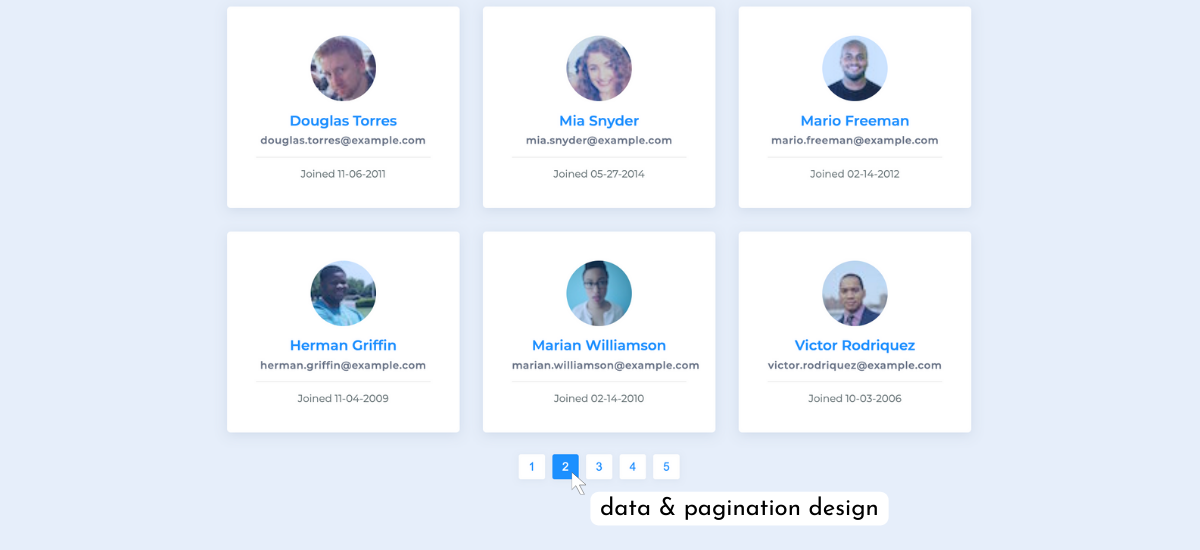 Douglas Torres
douglas.torres@example.com
Joined 11-06-2011
Mia Snyder
mia.snyder@example.com
Joined 05-27-2014
Mario Freeman
mario.freeman@example.com
Joined 02-14-2012
Herman Griffin
herman.griffin@example.com
Joined 11-04-2009
Marian Williamson
marian.williamson@example.com
Joined 02-14-2010
Victor Rodriquez
victor.rodriquez@example.com
Joined 10-03-2006
1 2 3 4 5
data & pagination design